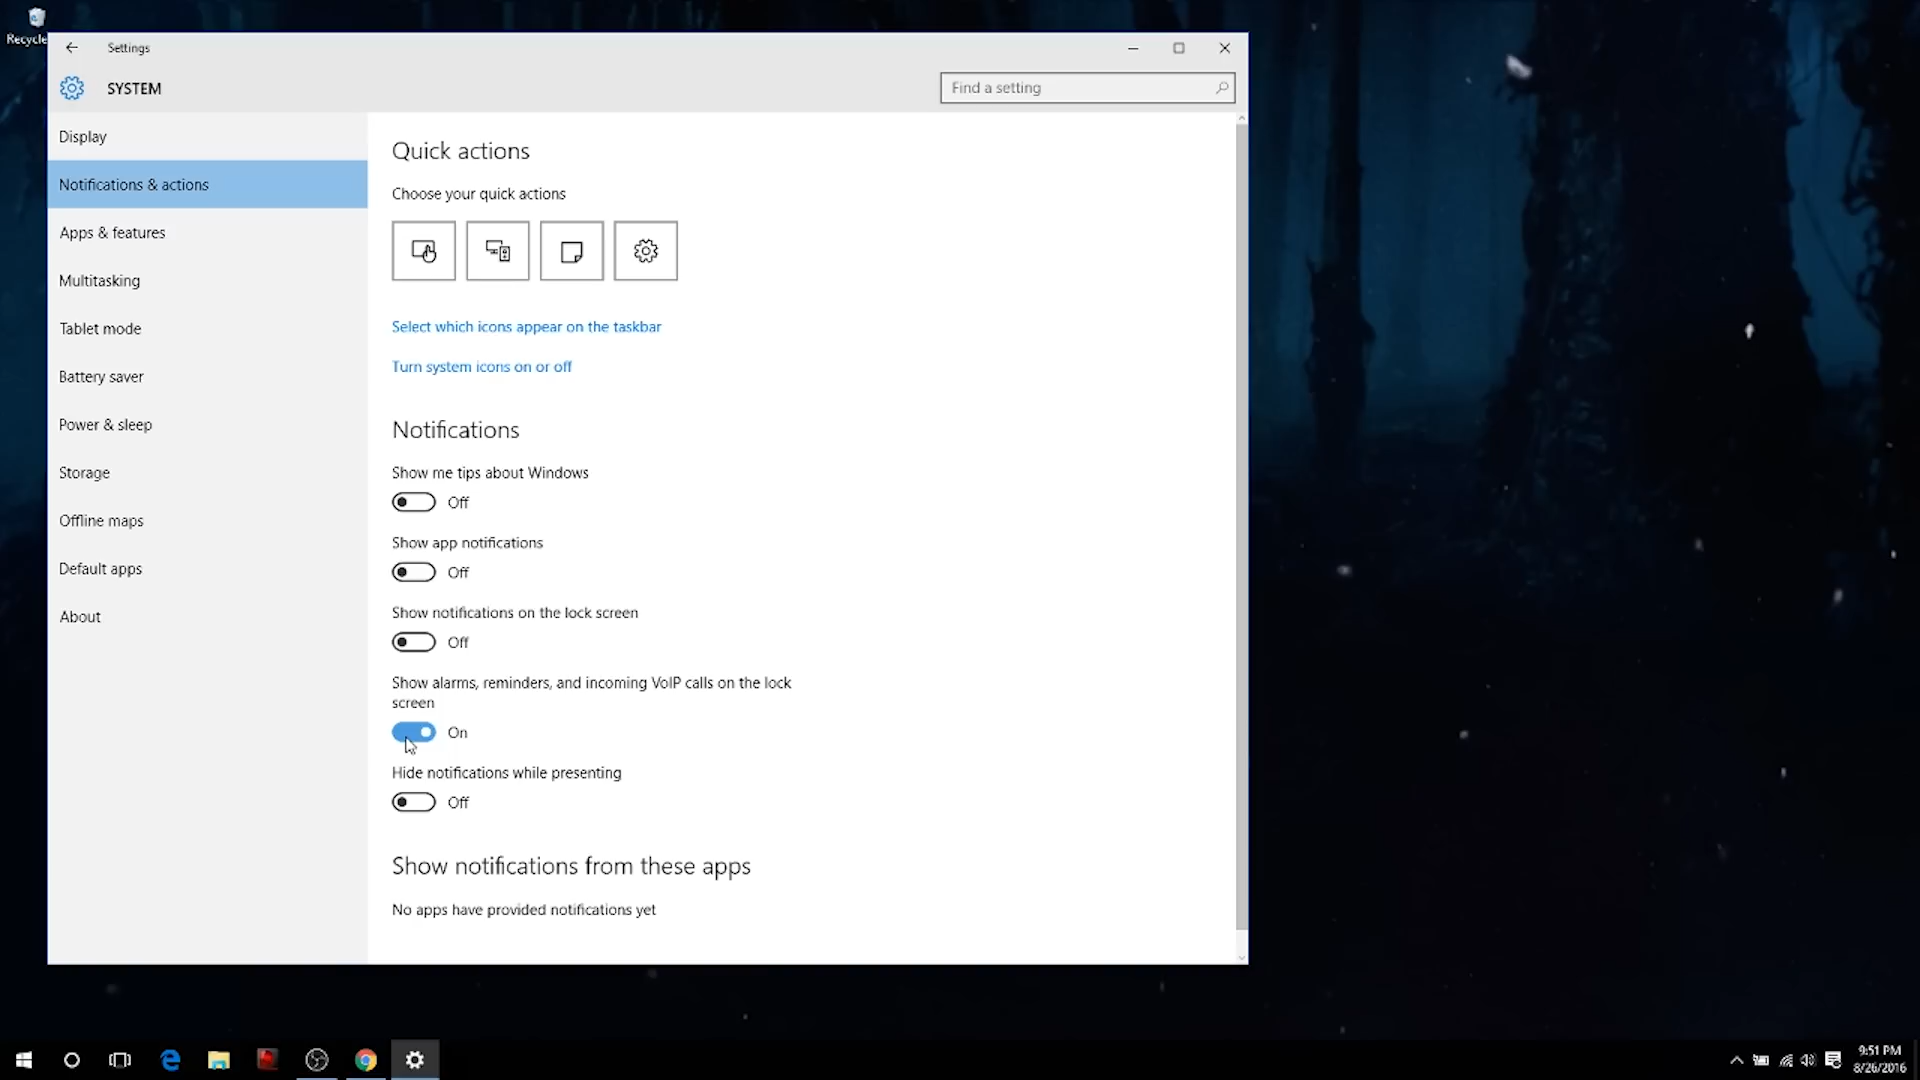 Recycle
Settings
SYSTEM
Find a setting
Display
Notifications & actions
Apps & features
Multitasking
Tablet mode
Battery saver
Power & sleep
Storage
Offline maps
Default apps
About
Quick actions
Choose your quick actions
Select which icons appear on the taskbar
Turn system icons on or off
Notifications
Show me tips about Windows
Off
Show app notifications
Off
Show notifications on the lock screen
Off
Show alarms, reminders, and incoming VoIP calls on the lock
screen
On
Hide notifications while presenting
Off
Show notifications from these apps
No apps have provided notifications yet
9:51 PM
8/26/2016